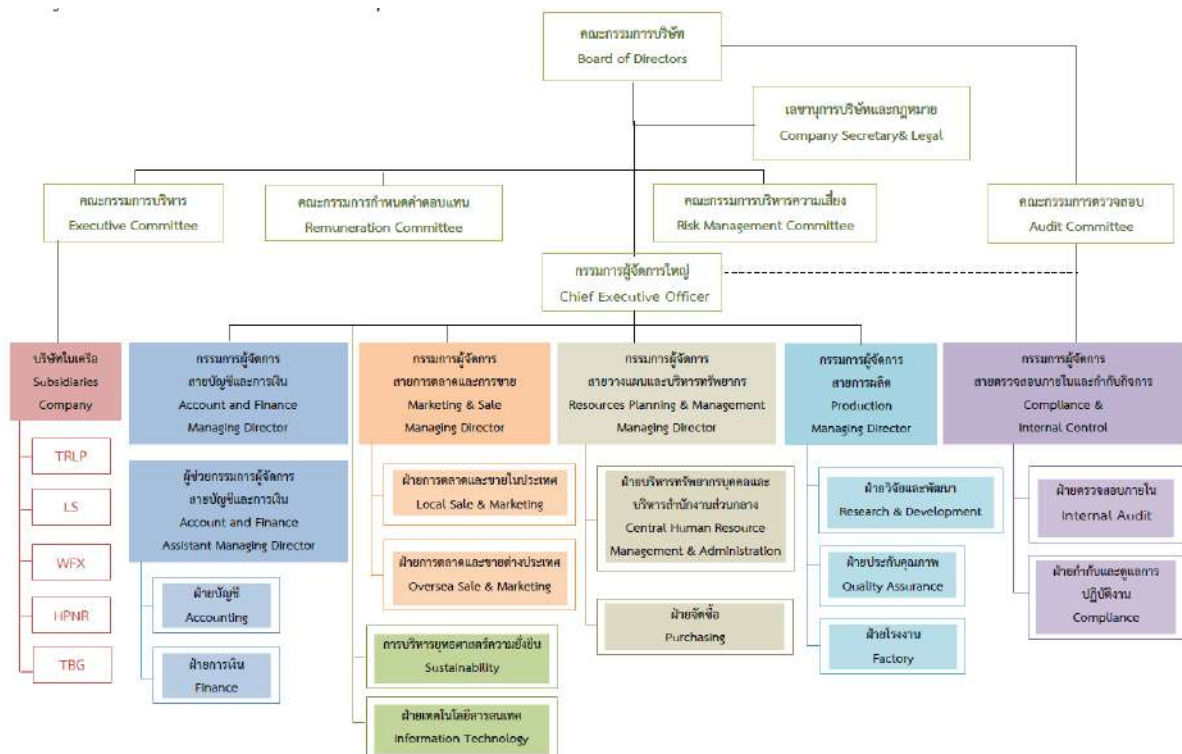 คณะกรรมการบริษัท
Board of Directors
เลขานุการบริษัทและกฎหมาย
Company Secretary& Legal
คณะกรรมการบริหาร
Executive Committee
คณะกรรมการกำหนดค่าตอบแทน
Remuneration Committee
คณะกรรมการบริหารความเสี่ยง
Risk Management Committee
คณะกรรมการตรวจสอบ
Audit Committee
กรรมการผู้จัดการใหญ่
Chief Executive Officer
บริษัทในเครือ
Subsidiaries
Company
TRLP
LS
WFX
HPNR
TBG
กรรมการผู้จัดการ
สายบัญชีและการเงิน
Account and Finance
Managing Director
ผู้ช่วยกรรมการผู้จัดการ
สายบัญชีและการเงิน
Account and Finance
Assistant Managing Director
ฝ่ายบัญชี
Accounting
ฝ่ายการเงิน
Finance
กรรมการผู้จัดการ
สายการตลาดและการขาย
Marketing & Sale
Managing Director
ฝ่ายการตลาดและขายในประเทศ
Local Sale & Marketing
ฝ่ายการตลาดและขายต่างประเทศ
Oversea Sale & Marketing
การบริหารยุทธศาสตร์ความยั่งยืน
Sustainability
ฝ่ายเทคโนโลยีสารสนเทศ
Information Technology
กรรมการผู้จัดการ
สายวางแผนและบริหารทรัพยากร
Resources Planning & Management
Managing Director
ฝ่ายบริหารทรัพยากรบุคคลและ
บริหารสำนักงานส่วนกลาง
Central Human Resource
Management & Administration
ฝ่ายจัดซื้อ
Purchasing
กรรมการผู้จัดการ
สายการผลิต
Production
Managing Director
ฝ่ายวิจัยและพัฒนา
Research & Development
ฝ่ายประกันคุณภาพ
Quality Assurance
ฝ่ายโรงงาน
Factory
กรรมการผู้จัดการ
สายตรวจสอบภายในและกำกับกิจการ
Compliance &
Internal Control
ฝ่ายตรวจสอบภายใน
Internal Audit
ฝ่ายกำกับและดูแลการ
ปฏิบัติงาน
Compliance